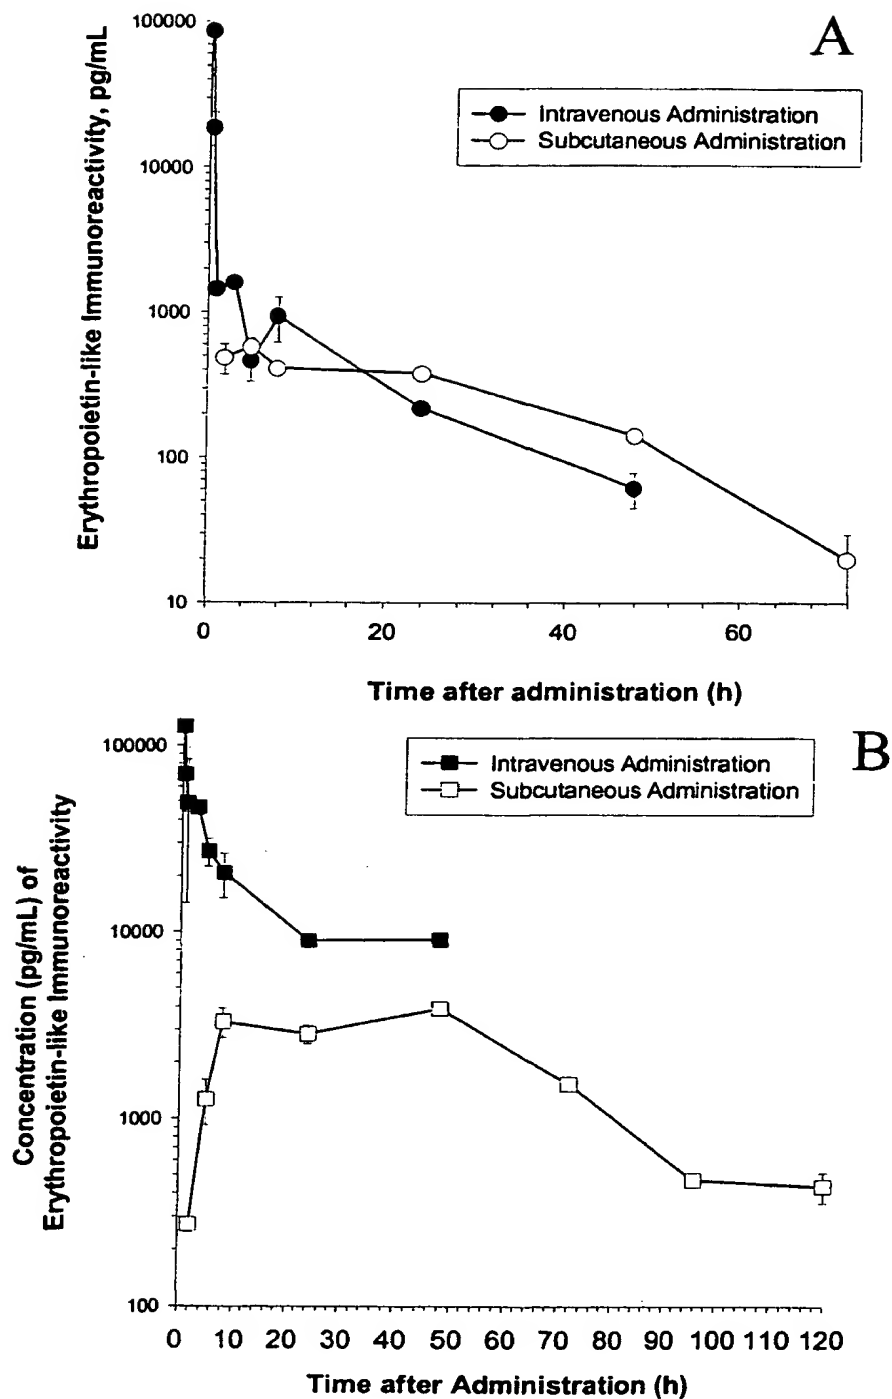 A
Erythropoietin-like Immunoreactivity, pg/mL
100000
10000
1000
100
10
Intravenous Administration
Subcutaneous Administration
0 20 40 60
Time after administration (h)
B
Concentration (pg/mL) of
Erythropoietin-like Immunoreactivity
100000
10000
1000
100
Intravenous Administration
Subcutaneous Administration
0 10 20 30 40 50 60 70 80 90 100 110 120
Time after Administration (h)